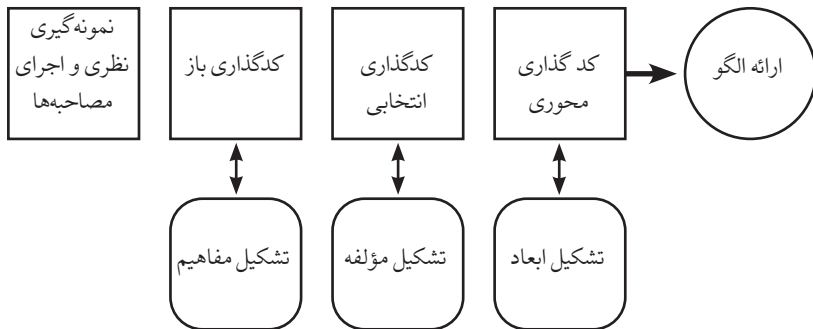 نمونه‌گیری
نظری و اجرای
مصاحبه‌ها
کدگذاری باز
کدگذاری
انتخابی
کد گذاری
محوری
ارائه الگو
تشکیل مفاهیم
تشکیل مؤلفه
تشکیل ابعاد